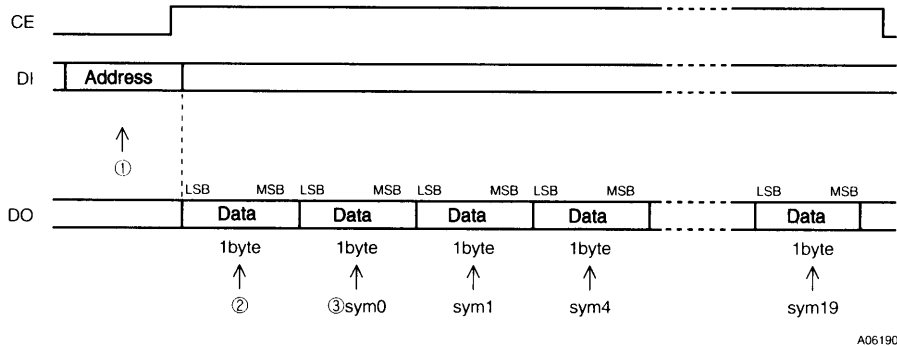 CE
DI Address
①
LSB MSB LSB MSB LSB MSB LSB MSB LSB MSB
DO Data Data Data Data Data
1byte 1byte 1byte 1byte 1byte
② ③sym0 sym1 sym4 sym19
A06190